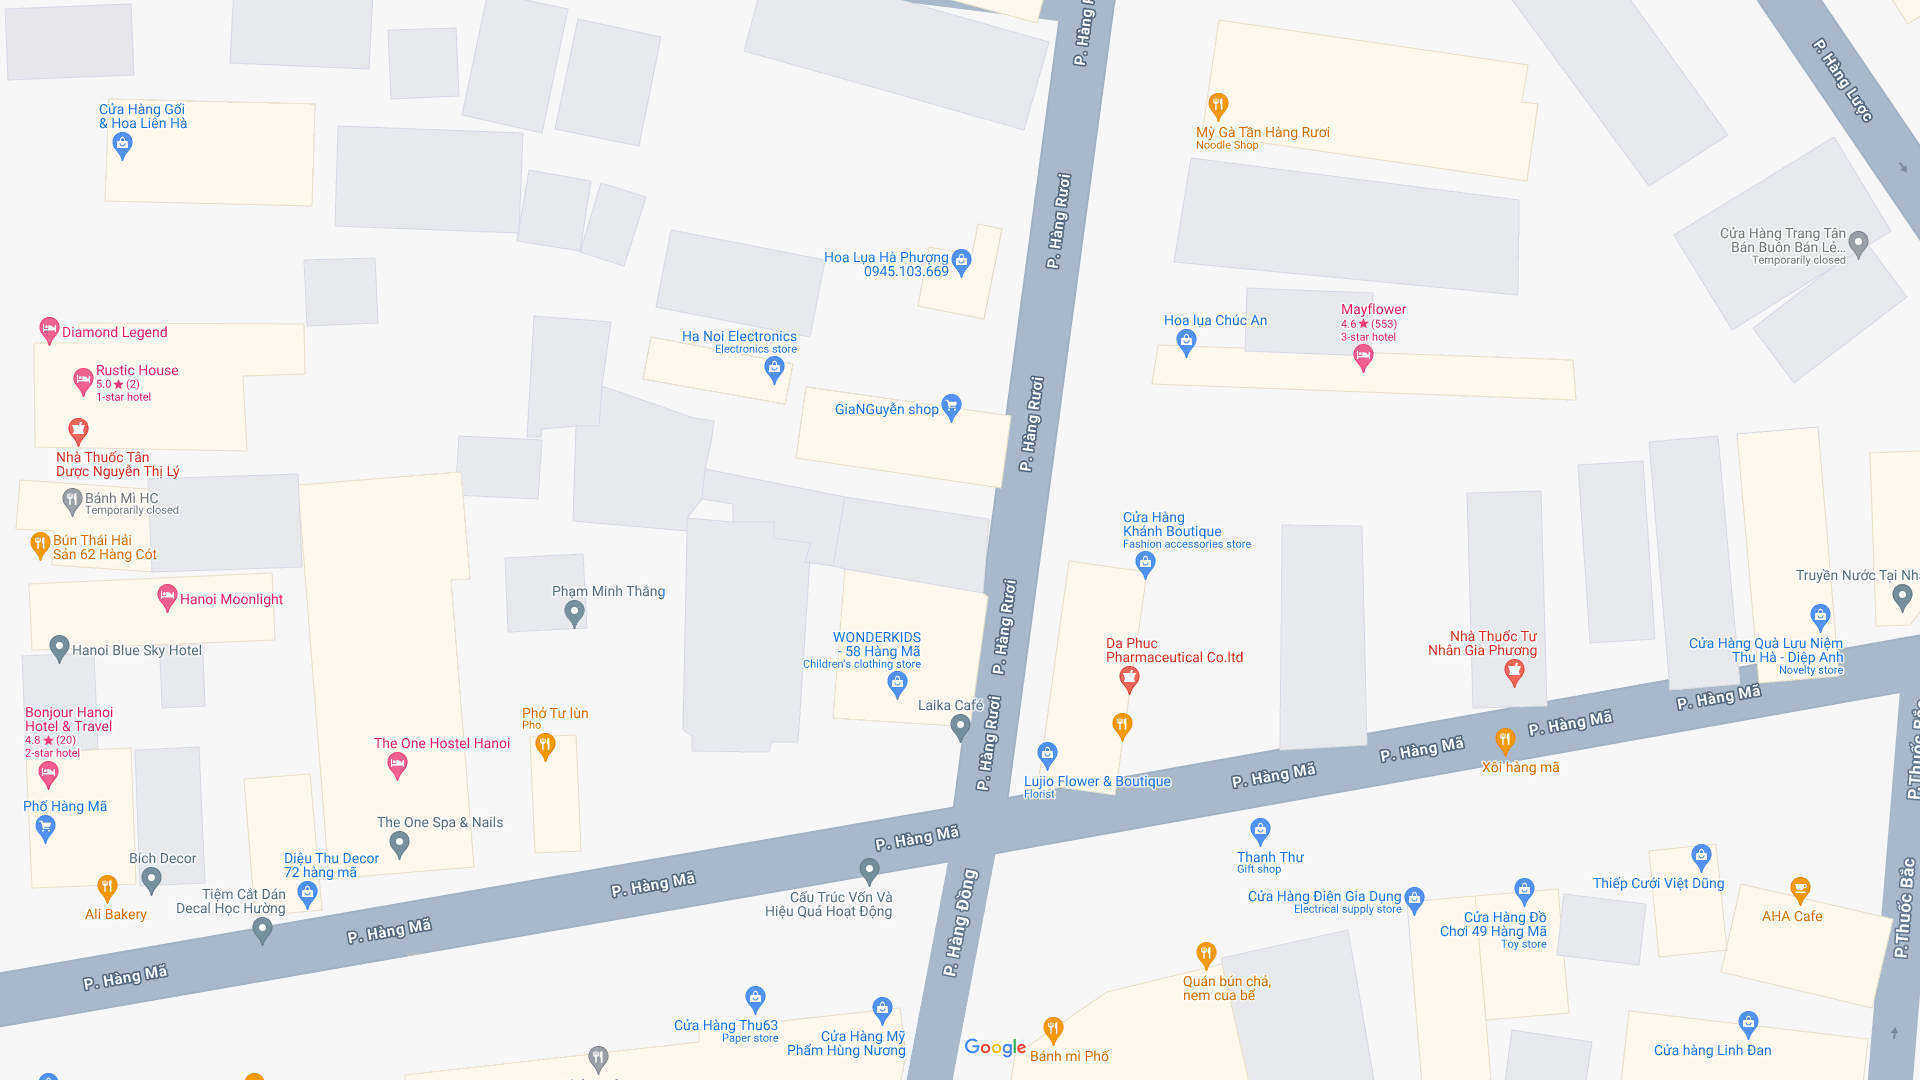 P. Hàng R
P. Hàng Lược
Cửa Hàng Gối
& Hoa Liên Hà
Mỳ Gà Tần Hàng Rươi
Noodle Shop
P. Hàng Rươi
Cửa Hàng Trang Tân
Bán Buôn Bán Lẻ...
Temporarily closed
Hoa Lụa Hà Phượng
0945.103.669
Diamond Legend
Ha Noi Electronics
Electronics store
Hoa lụa Chúc An
Mayflower
4.6★(553)
3-star hotel
Rustic House
5.0★(2)
1-star hotel
GiaNGuyễn shop
P. Hàng Rươi
Nhà Thuốc Tân
Dược Nguyễn Thị Lý
Bánh Mì HC
Temporarily closed
Bún Thái Hải
Sản 62 Hàng Cót
Cửa Hàng
Khánh Boutique
Fashion accessories store
Phạm Minh Thắng
Hanoi Moonlight
Hanoi Blue Sky Hotel
P. Hàng Rươi
Truyền Nước Tại Nh
WONDERKIDS
- 58 Hàng Mã
Children's clothing store
Da Phuc
Pharmaceutical Co.ltd
Nhà Thuốc Tư
Nhân Gia Phương
Cửa Hàng Quà Lưu Niệm
Thu Hà - Diệp Anh
Novelty store
Bonjour Hanoi
Hotel & Travel
4.8★(20)
2-star hotel
Phở Tư lùn
Pho
Laika Café
P. Hàng Rươi
P. Hàng Mã
P. Hàng Mã
P. Hàng Mã
P. Hàng Mã
P.Thuốc Bắc
The One Hostel Hanoi
Xôi hàng mã
Lujio Flower & Boutique
Florist
Phố Hàng Mã
The One Spa & Nails
P. Hàng Mã
Bích Decor
Diệu Thu Decor
72 hàng mã
Thanh Thư
Gift shop
P. Hàng Mã
Thiếp Cưới Việt Dũng
Ali Bakery
Tiệm Cắt Dán
Decal Học Hường
Cấu Trúc Vốn Và
Hiệu Quả Hoạt Động
Cửa Hàng Điện Gia Dụng
Electrical supply store
Cửa Hàng Đồ
Chơi 49 Hàng Mã
Toy store
AHA Cafe
P. Hàng Mã
P. Hàng Đồng
P.Thuốc Bắc
P. Hàng Mã
Quán bún chả,
nem cua bể
Cửa Hàng Thu63
Paper store
Cửa Hàng Mỹ
Phẩm Hùng Nương
Google
Bánh mì Phố
Cửa hàng Linh Đan